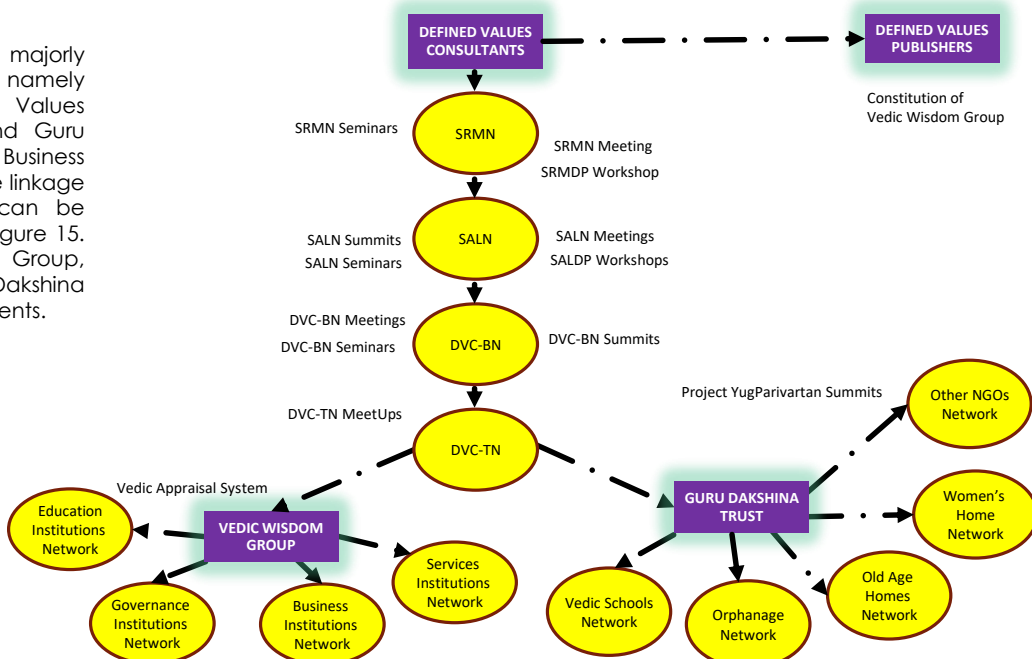 majorly
namely
Values
nd Guru
Business
e linkage
can be
gure 15.
Group,
Dakshina
ents.
DEFINED VALUES
CONSULTANTS
DEFINED VALUES
PUBLISHERS
Constitution of
Vedic Wisdom Group
SRMN Seminars
SRMN
SRMN Meeting
SRMDP Workshop
SALN Summits
SALN Seminars
SALN
SALN Meetings
SALDP Workshops
DVC-BN Meetings
DVC-BN Seminars
DVC-BN
DVC-BN Summits
DVC-TN MeetUps
DVC-TN
Project YugParivartan Summits
Other NGOs
Network
Vedic Appraisal System
Education
Institutions
Network
VEDIC WISDOM
GROUP
GURU DAKSHINA
TRUST
Women's
Home
Network
Governance
Institutions
Network
Business
Institutions
Network
Services
Institutions
Network
Vedic Schools
Network
Orphanage
Network
Old Age
Homes
Network